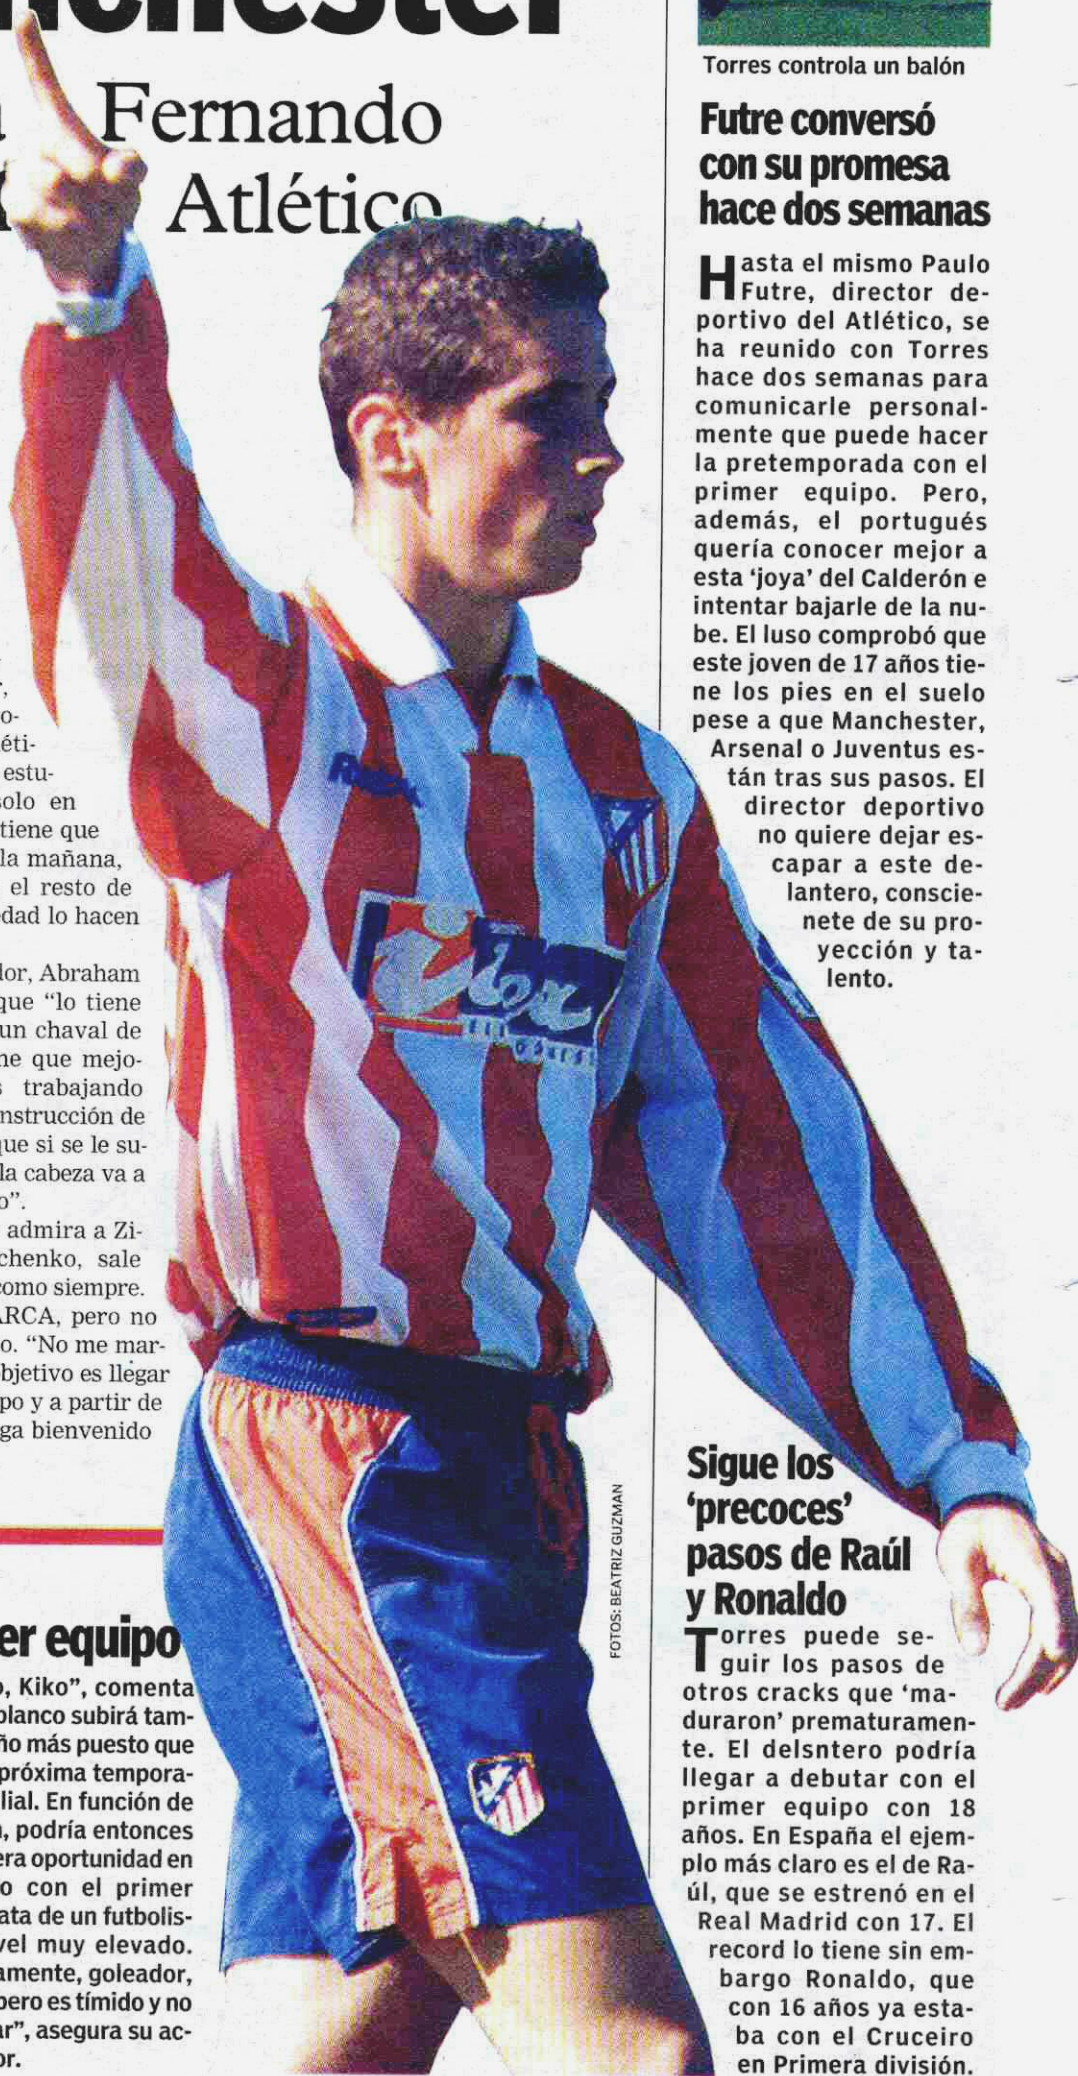 nchester
Fernando
Atlético
éti-
estu-
solo en
tiene que
la mañana,
el resto de
edad lo hacen
dor, Abraham
que “lo tiene
un chaval de
ne que mejo-
trabajando
nstrucción de
que si se le su-
la cabeza va a
o”.
admira a Zi-
chenko, sale
como siempre.
ARCA, pero no
o. “No me mar-
objetivo es llegar
po y a partir de
ga bienvenido
er equipo
o, Kiko”, comenta
blanco subirá tam-
ño más puesto que
próxima tempora-
lial. En función de
podría entonces
era oportunidad en
o con el primer
ata de un futbolis-
vel muy elevado.
amente, goleador,
pero es tímido y no
ar”, asegura su ac-
or.
idex
FOTOS: BEATRIZ GUZMAN
Torres controla un balón
Futre conversó
con su promesa
hace dos semanas
Hasta el mismo Paulo
Futre, director de-
portivo del Atlético, se
ha reunido con Torres
hace dos semanas para
comunicarle personal-
mente que puede hacer
la pretemporada con el
primer equipo. Pero,
además, el portugués
quería conocer mejor a
esta ‘joya’ del Calderón e
intentar bajarle de la nu-
be. El luso comprobó que
este joven de 17 años tie-
ne los pies en el suelo
pese a que Manchester,
Arsenal o Juventus es-
tán tras sus pasos. El
director deportivo
no quiere dejar es-
capar a este de-
lantero, conscie-
nete de su pro-
yección y ta-
lento.
Sigue los
‘precoces’
pasos de Raúl
y Ronaldo
Torres puede se-
guir los pasos de
otros cracks que ‘ma-
duraron’ prematuramen-
te. El delsntero podría
llegar a debutar con el
primer equipo con 18
años. En España el ejem-
plo más claro es el de Ra-
úl, que se estrenó en el
Real Madrid con 17. El
record lo tiene sin em-
bargo Ronaldo, que
con 16 años ya esta-
ba con el Cruceiro
en Primera división.